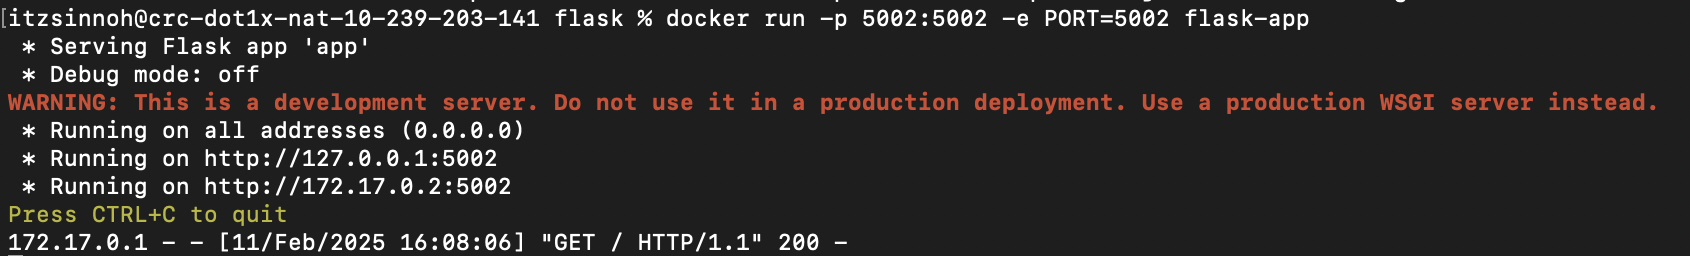 [itzsinnoh@crc-dot1x-nat-10-239-203-141 flask % docker run -p 5002:5002 -e PORT=5002 flask-app
 * Serving Flask app 'app'
 * Debug mode: off
WARNING: This is a development server. Do not use it in a production deployment. Use a production WSGI server instead.
 * Running on all addresses (0.0.0.0)
 * Running on http://127.0.0.1:5002
 * Running on http://172.17.0.2:5002
Press CTRL+C to quit
172.17.0.1 - - [11/Feb/2025 16:08:06] "GET / HTTP/1.1" 200 -